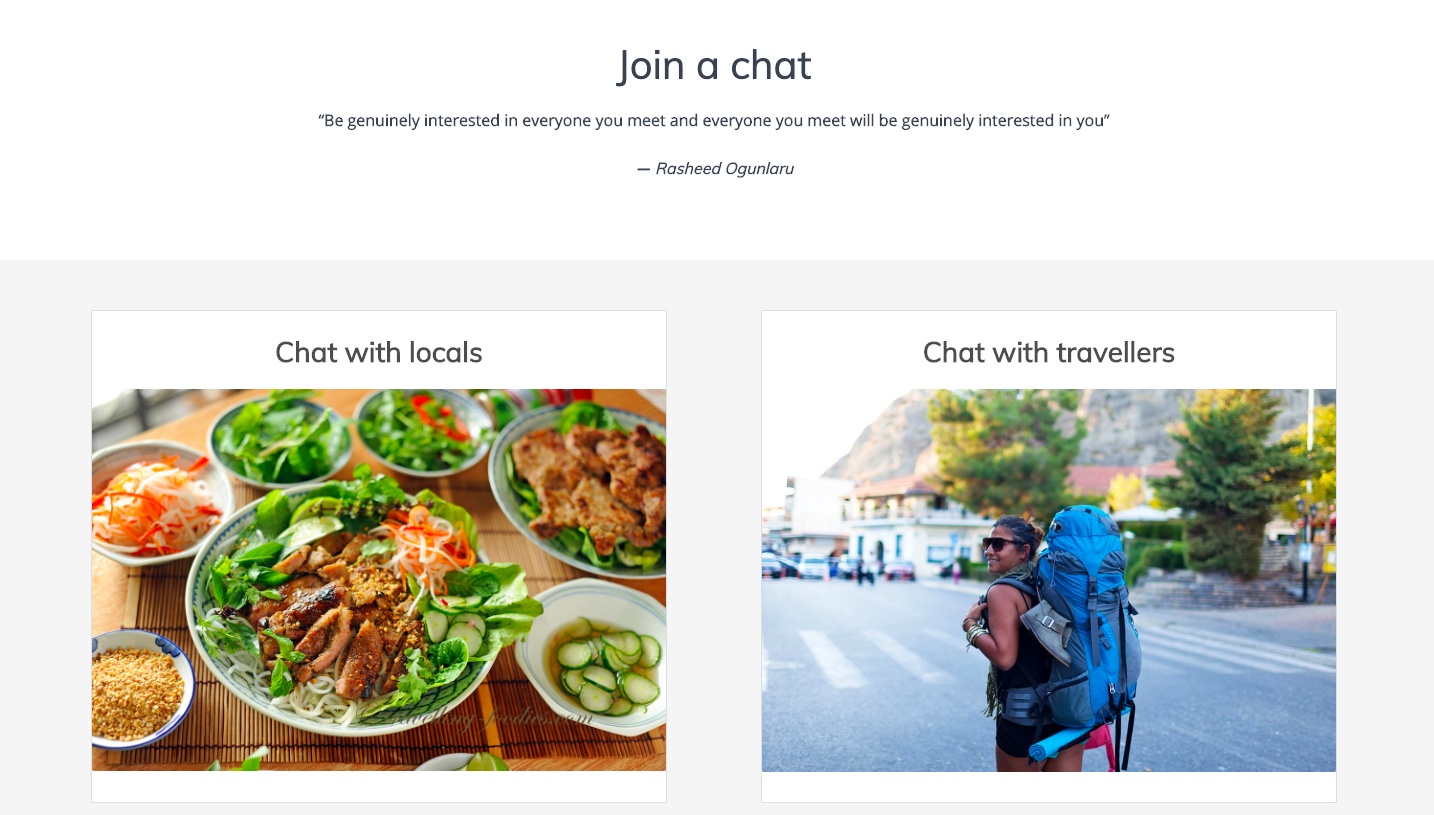 Join a chat
“Be genuinely interested in everyone you meet and everyone you meet will be genuinely interested in you”
— Rasheed Ogunlaru
Chat with locals
Chat with travellers